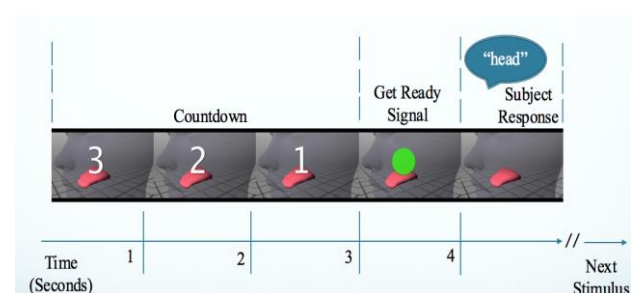 “head”
Get Ready
Signal
Subject
Response
Countdown
3 2 1
1 2 3 4
Time
(Seconds)
Next
Stimulus